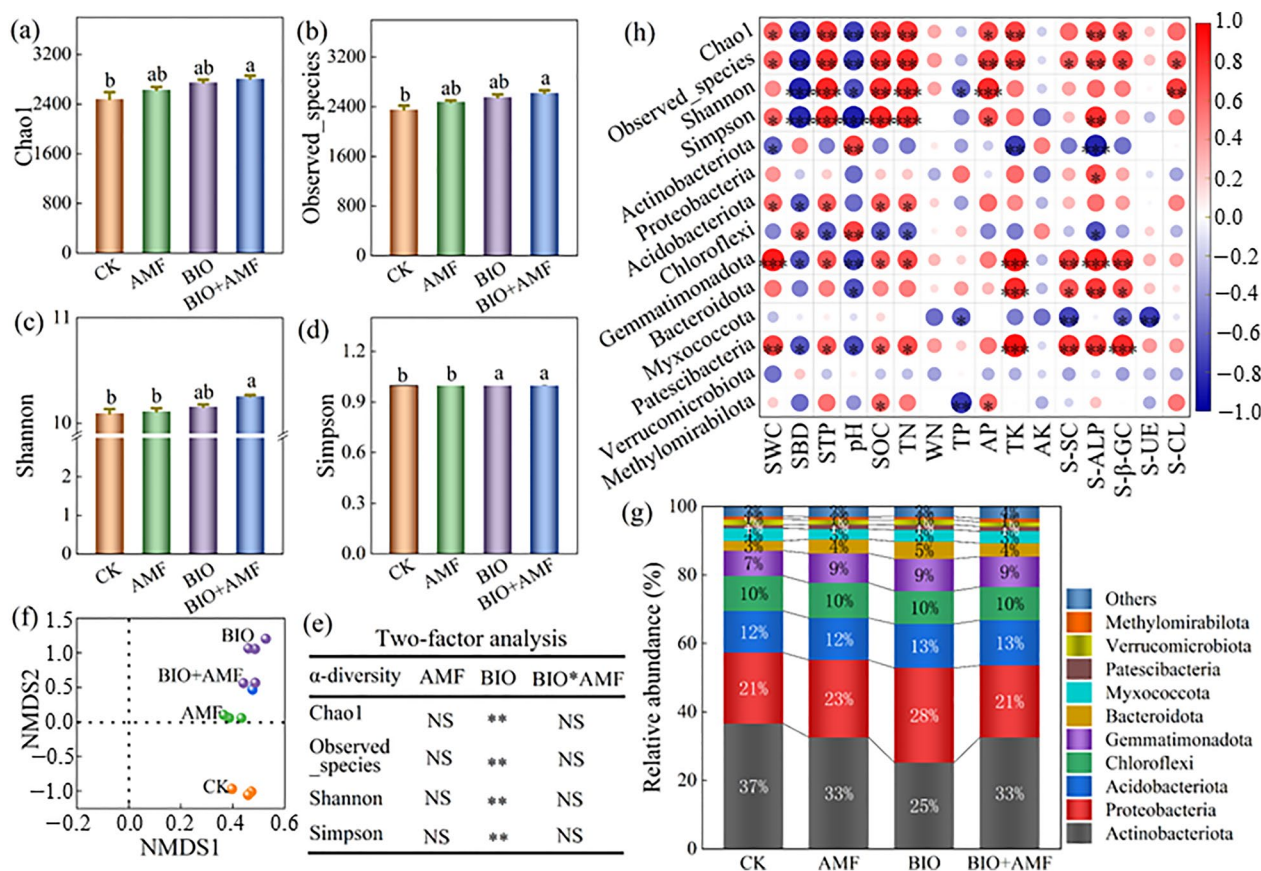 (a)
Chao1
3200
2400
1600
800
0
b
ab
ab
a
CK
AMF
BIO
BIO+AMF
(b)
Observed_species
3200
2400
1600
800
0
b
ab
ab
a
CK
AMF
BIO
BIO+AMF
(c)
Shannon
11
10
2
1
0
b
b
ab
a
CK
AMF
BIO
BIO+AMF
(d)
Simpson
1.2
0.9
0.6
0.3
0.0
b
b
a
a
CK
AMF
BIO
BIO+AMF
(h)
Chao1
Observed_species
Shannon
Simpson
Actinobacteriota
Proteobacteria
Acidobacteriota
Chloroflexi
Gemmatimonadota
Bacteroidota
Myxococcota
Patescibacteria
Verrucomicrobiota
Methylomirabilota
SWC
SBD
STP
pH
SOC
TN
WN
TP
AP
TK
AK
S-SC
S-ALP
S-β-GC
S-UE
S-CL
1.0
0.8
0.6
0.4
0.2
0.0
−0.2
−0.4
−0.6
−0.8
−1.0
(f)
NMDS2
1.5
1.0
0.5
0.0
−0.5
−1.0
BIO
BIO+AMF
AMF
CK
−0.2
0.0
0.2
0.4
0.6
NMDS1
(e)
Two-factor analysis
α-diversity AMF BIO BIO*AMF
Chao1 NS ** NS
Observed
_species NS ** NS
Shannon NS ** NS
Simpson NS ** NS
(g)
Relative abundance (%)
100
80
60
40
20
0
3%
7%
10%
12%
21%
37%
4%
9%
10%
12%
23%
33%
5%
9%
10%
13%
28%
25%
4%
4%
9%
10%
13%
21%
33%
CK
AMF
BIO
BIO+AMF
Others
Methylomirabilota
Verrucomicrobiota
Patescibacteria
Myxococcota
Bacteroidota
Gemmatimonadota
Chloroflexi
Acidobacteriota
Proteobacteria
Actinobacteriota